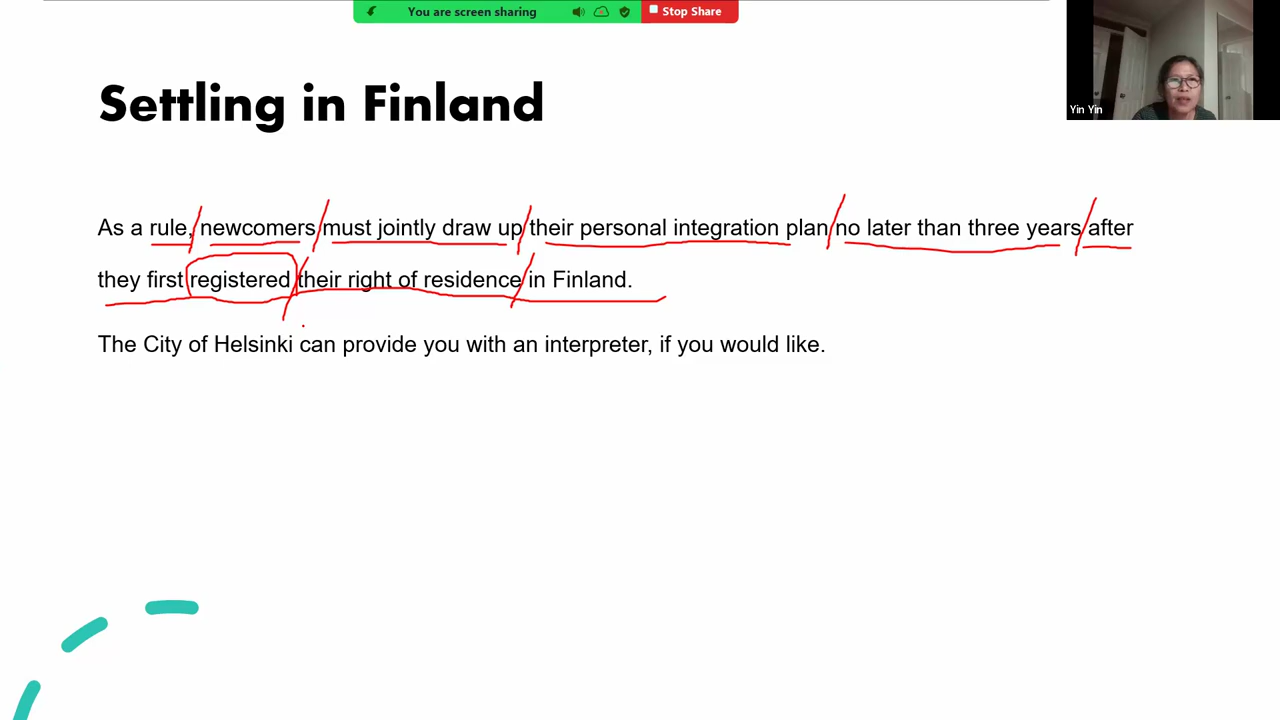 You are screen sharing
Stop Share
Settling in Finland
Yin Yin
As a rule, newcomers must jointly draw up their personal integration plan no later than three years after
they first registered their right of residence in Finland.
The City of Helsinki can provide you with an interpreter, if you would like.